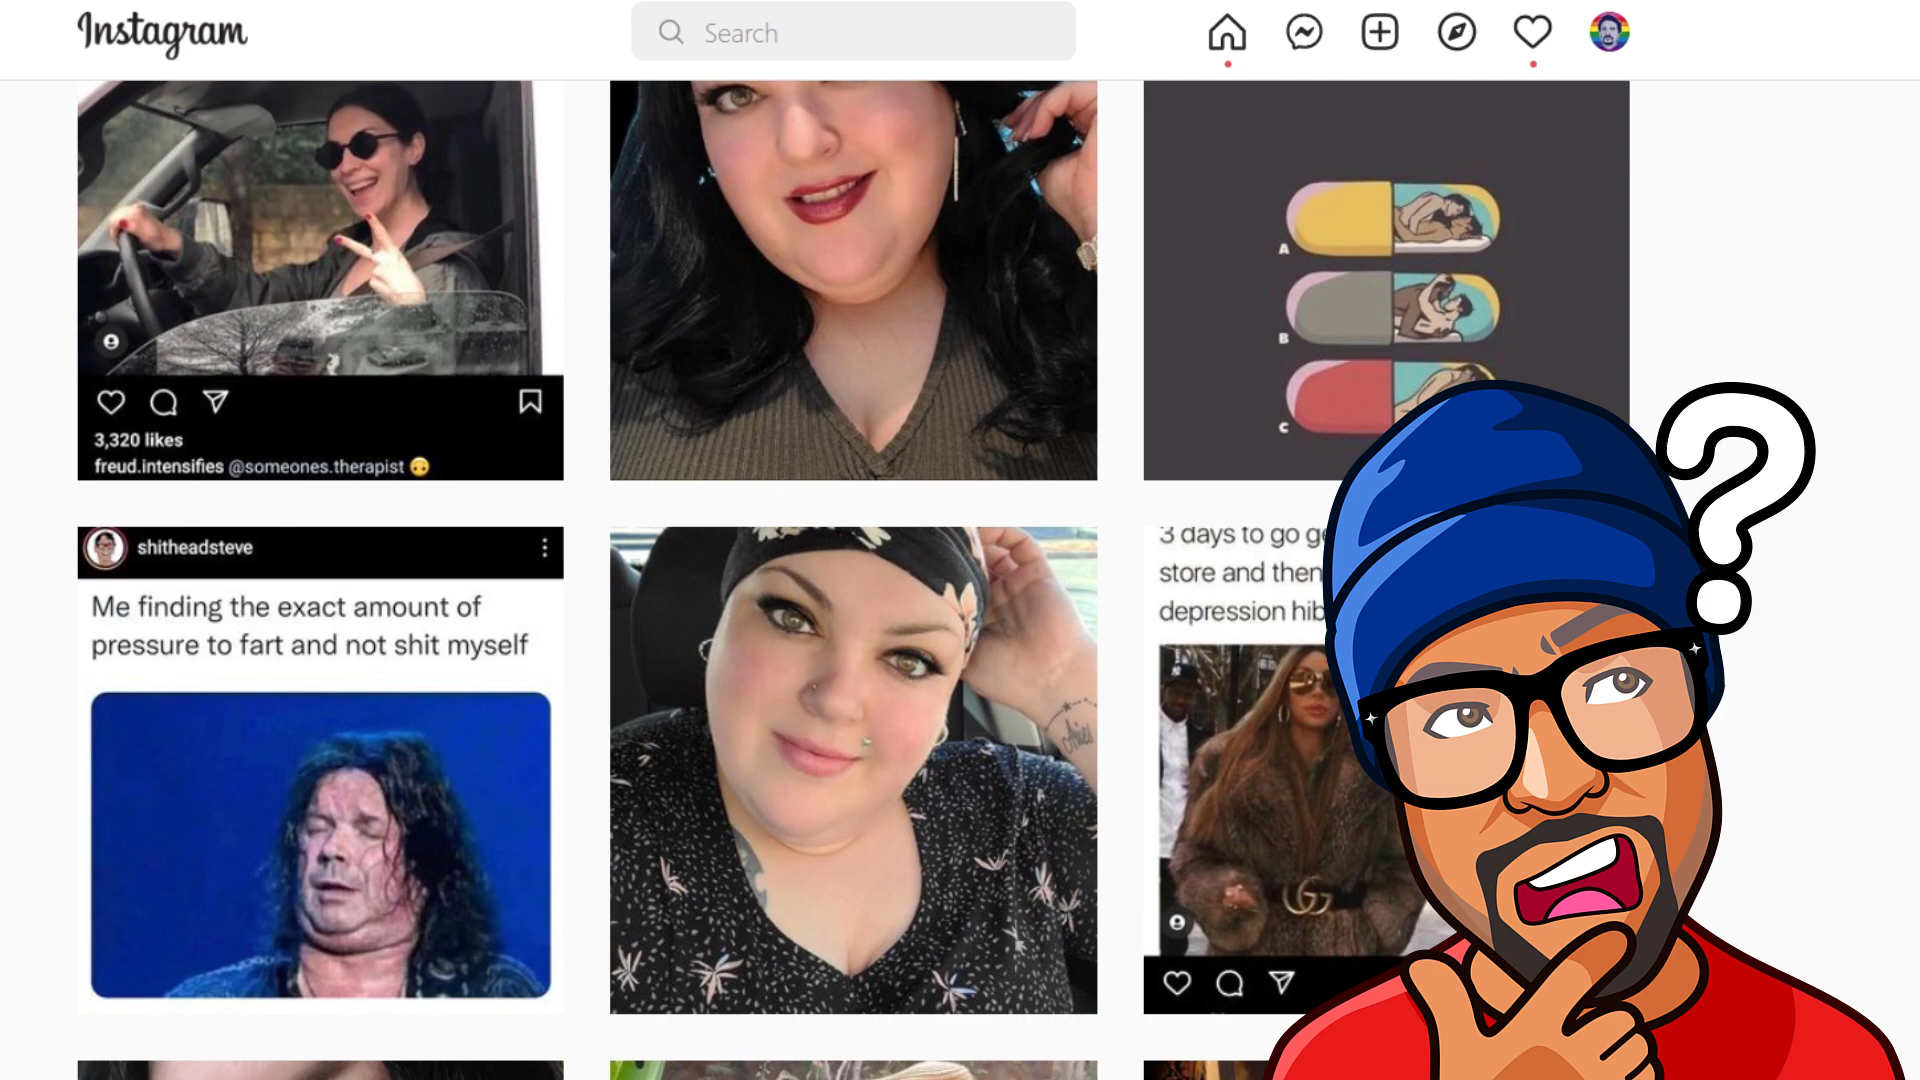 Instagram
Search
3,320 likes
freud.intensifies @someones.therapist
A
B
C
shitheadsteve
Me finding the exact amount of
pressure to fart and not shit myself
3 days to go
store and then
depression
Aries
?